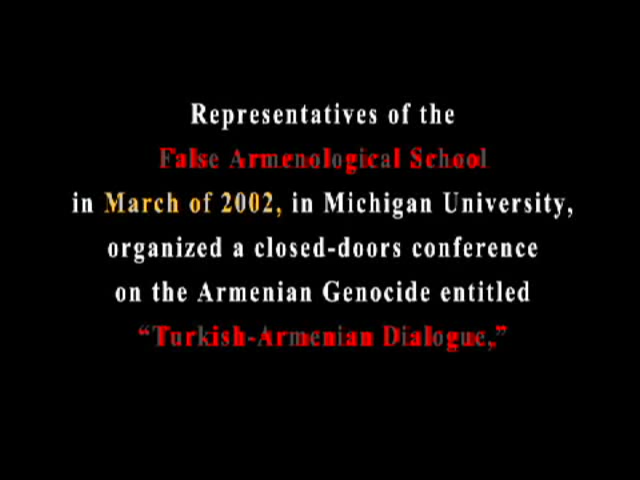 Representatives of the
False Armenological School
in March of 2002, in Michigan University,
organized a closed-doors conference
on the Armenian Genocide entitled
“Turkish-Armenian Dialogue,”